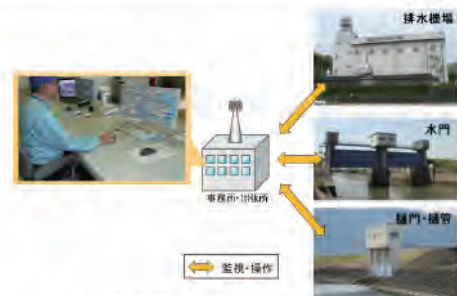 排水機場
水門
樋門・樋管
事務所・出張所
監視・操作